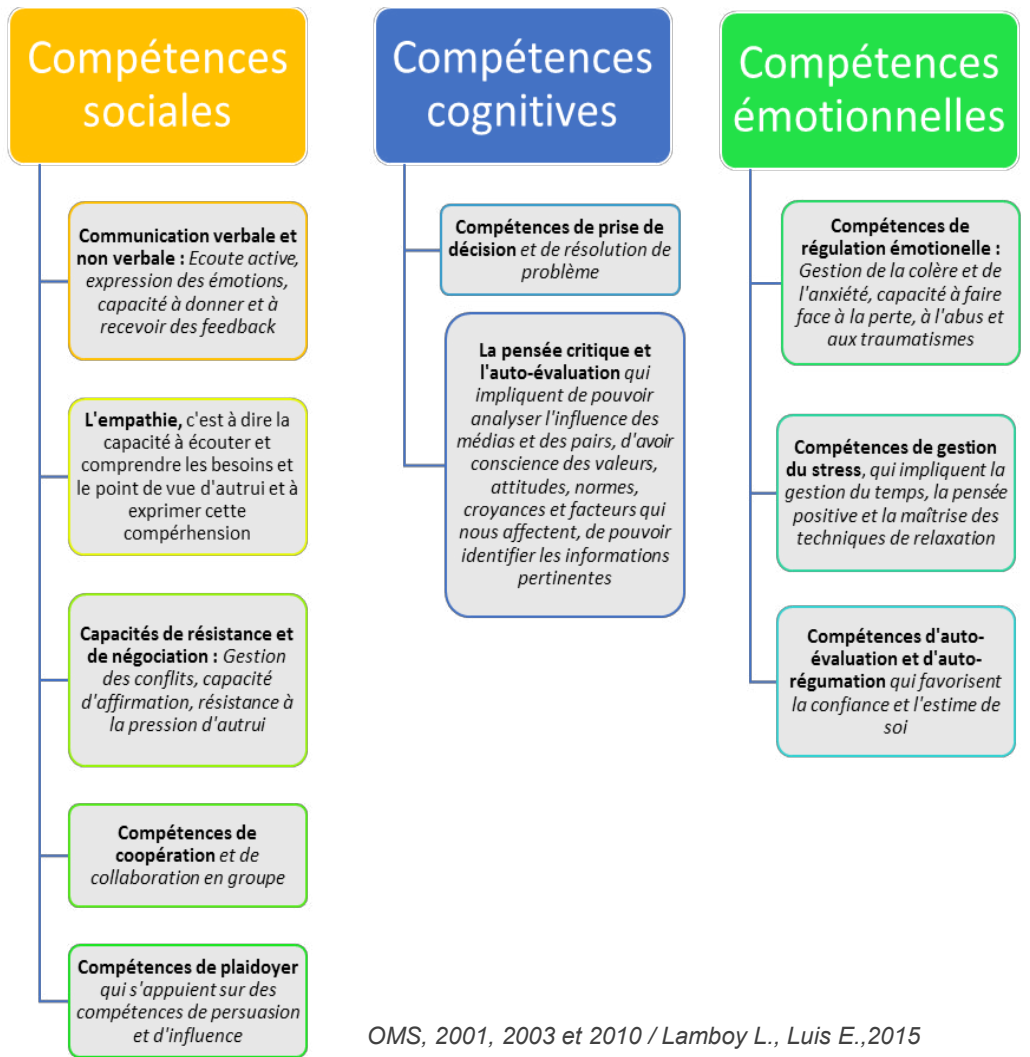 Compétences
sociales
Communication verbale et
non verbale : Ecoute active,
expression des émotions,
capacité à donner et à
recevoir des feedback
L'empathie, c'est à dire la
capacité à écouter et
comprendre les besoins et
le point de vue d'autrui et à
exprimer cette
compérhension
Capacités de résistance et
de négociation : Gestion
des conflits, capacité
d'affirmation, résistance à
la pression d'autrui
Compétences de
coopération et de
collaboration en groupe
Compétences de plaidoyer
qui s'appuient sur des
compétences de persuasion
et d'influence
Compétences
cognitives
Compétences de prise de
décision et de résolution de
problème
La pensée critique et
l'auto-évaluation qui
impliquent de pouvoir
analyser l'influence des
médias et des pairs, d'avoir
conscience des valeurs,
attitudes, normes,
croyances et facteurs qui
nous affectent, de pouvoir
identifier les informations
pertinentes
Compétences
émotionnelles
Compétences de
régulation émotionelle :
Gestion de la colère et de
l'anxiété, capacité à faire
face à la perte, à l'abus et
aux traumatismes
Compétences de gestion
du stress, qui impliquent la
gestion du temps, la pensée
positive et la maîtrise des
techniques de relaxation
Compétences d'auto-
évaluation et d'auto-
régumation qui favorisent
la confiance et l'estime de
soi
OMS, 2001, 2003 et 2010 / Lamboy L., Luis E.,2015